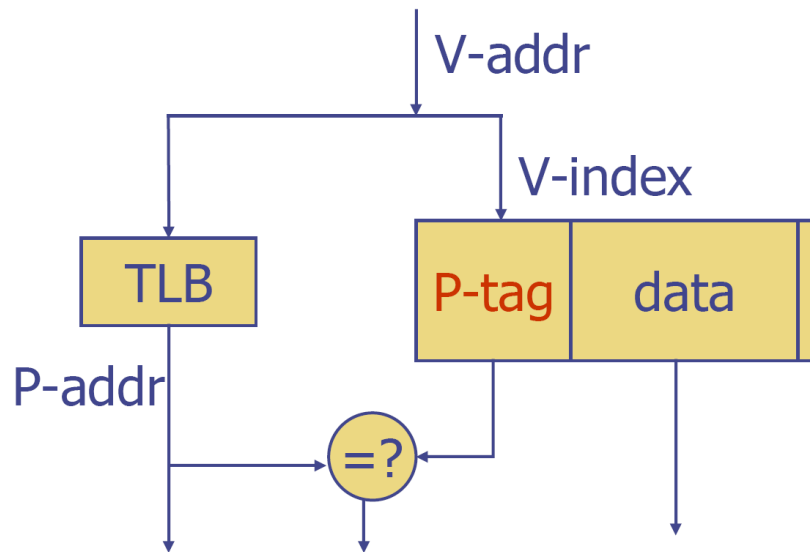 V-addr
V-index
TLB
P-tag
data
P-addr
=?